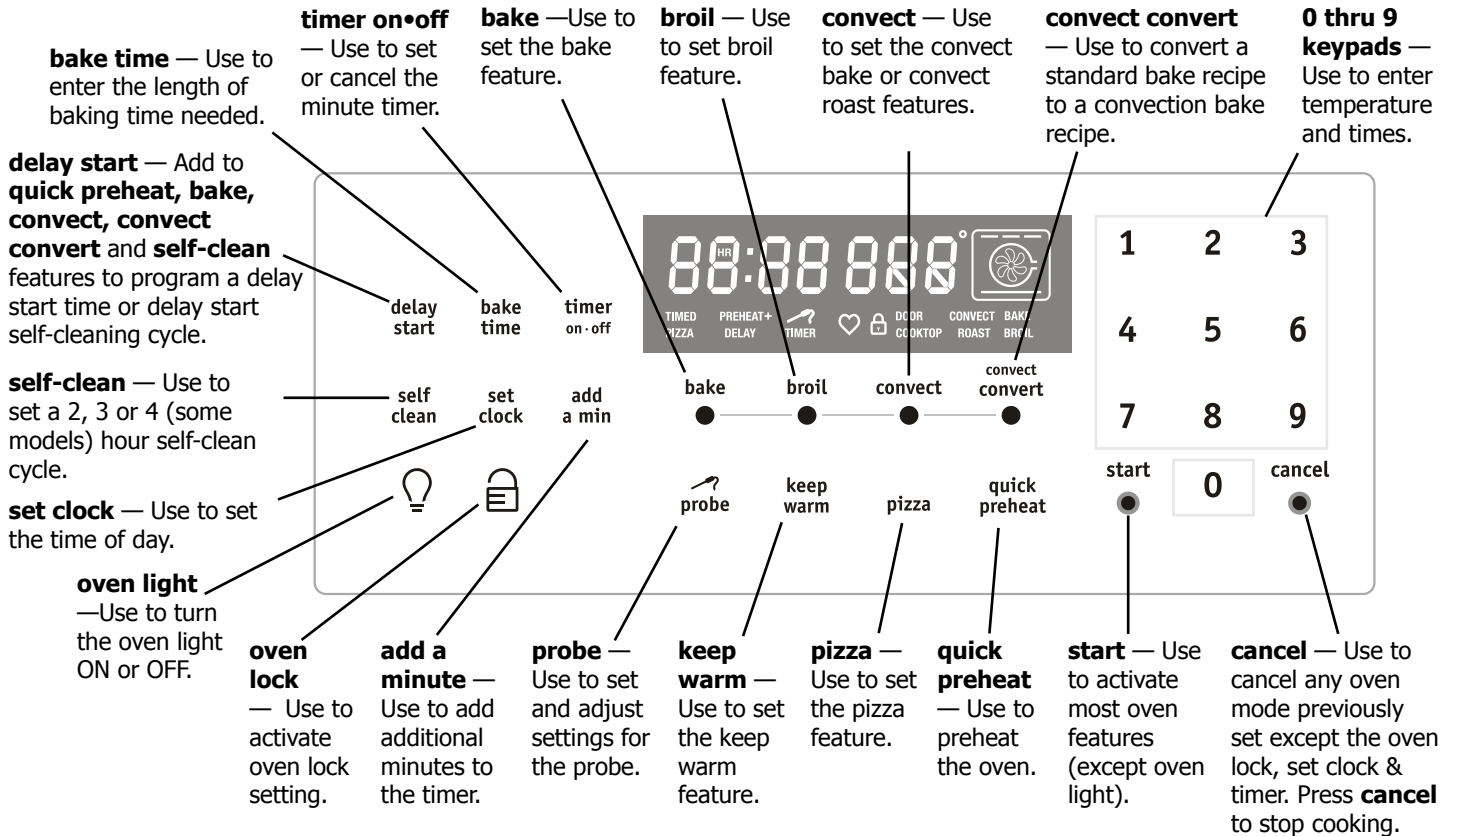 timer on•off
— Use to set
or cancel the
minute timer.
bake —Use to
set the bake
feature.
broil — Use
to set broil
feature.
convect — Use
to set the convect
bake or convect
roast features.
convect convert
— Use to convert a
standard bake recipe
to a convection bake
recipe.
0 thru 9
keypads —
Use to enter
temperature
and times.
bake time — Use to
enter the length of
baking time needed.
delay start — Add to
quick preheat, bake,
convect, convect
convert and self-clean
features to program a delay
start time or delay start
self-cleaning cycle.
self-clean — Use to
set a 2, 3 or 4 (some
models) hour self-clean
cycle.
set clock — Use to set
the time of day.
oven light
—Use to turn
the oven light
ON or OFF.
delay
start
bake
time
timer
on·off
self
clean
set
clock
add
a min
88:88 888°
HR
TIMED PREHEAT+ DOOR CONVECT BAKE
PIZZA DELAY TIMER COOKTOP ROAST BROIL
bake
broil
convect
convect
convert
probe
keep
warm
pizza
quick
preheat
1 2 3
4 5 6
7 8 9
start 0 cancel
oven
lock
— Use to
activate
oven lock
setting.
add a
minute —
Use to add
additional
minutes to
the timer.
probe —
Use to set
and adjust
settings for
the probe.
keep
warm —
Use to set
the keep
warm
feature.
pizza —
Use to set
the pizza
feature.
quick
preheat
— Use to
preheat
the oven.
start — Use
to activate
most oven
features
(except oven
light).
cancel — Use to
cancel any oven
mode previously
set except the oven
lock, set clock &
timer. Press cancel
to stop cooking.